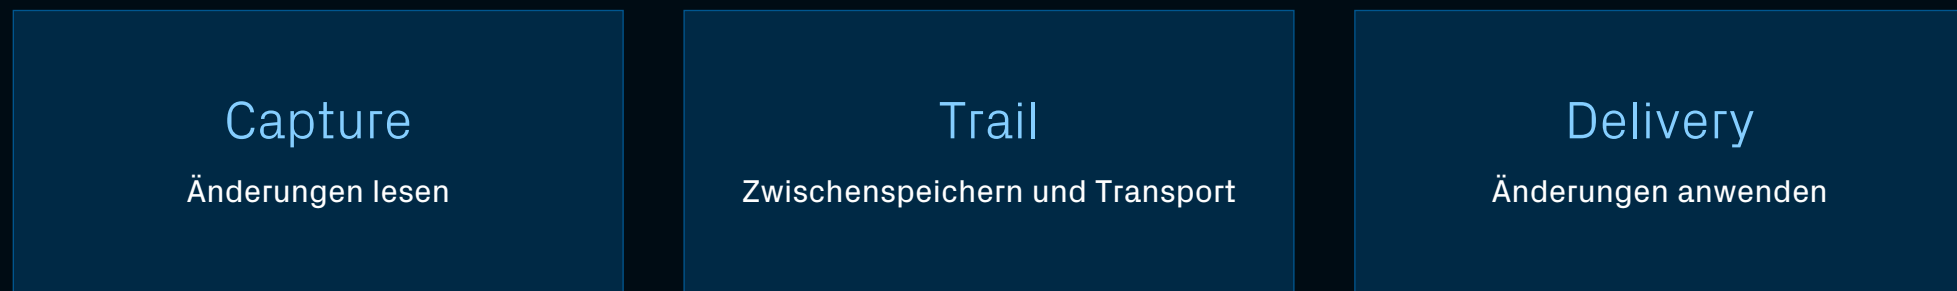 Capture
Änderungen lesen
Trail
Zwischenspeichern und Transport
Delivery
Änderungen anwenden